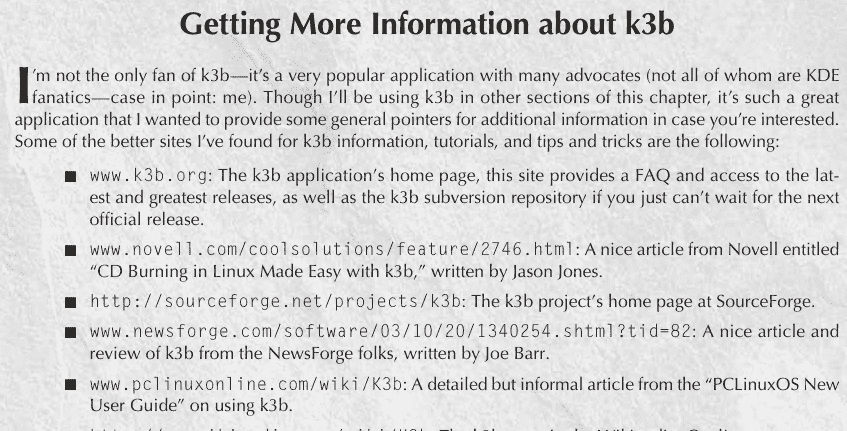 Getting More Information about k3b
I'm not the only fan of k3b—it's a very popular application with many advocates (not all of whom are KDE
fanatics—case in point: me). Though I'll be using k3b in other sections of this chapter, it's such a great
application that I wanted to provide some general pointers for additional information in case you're interested.
Some of the better sites I've found for k3b information, tutorials, and tips and tricks are the following:
■ www.k3b.org: The k3b application's home page, this site provides a FAQ and access to the lat-
est and greatest releases, as well as the k3b subversion repository if you just can't wait for the next
official release.
■ www.novell.com/coolsolutions/feature/2746.html: A nice article from Novell entitled
“CD Burning in Linux Made Easy with k3b,” written by Jason Jones.
■ http://sourceforge.net/projects/k3b: The k3b project's home page at SourceForge.
■ www.newsforge.com/software/03/10/20/1340254.shtml?tid=82: A nice article and
review of k3b from the NewsForge folks, written by Joe Barr.
■ www.pclinuxonline.com/wiki/K3b: A detailed but informal article from the “PCLinuxOS New
User Guide” on using k3b.